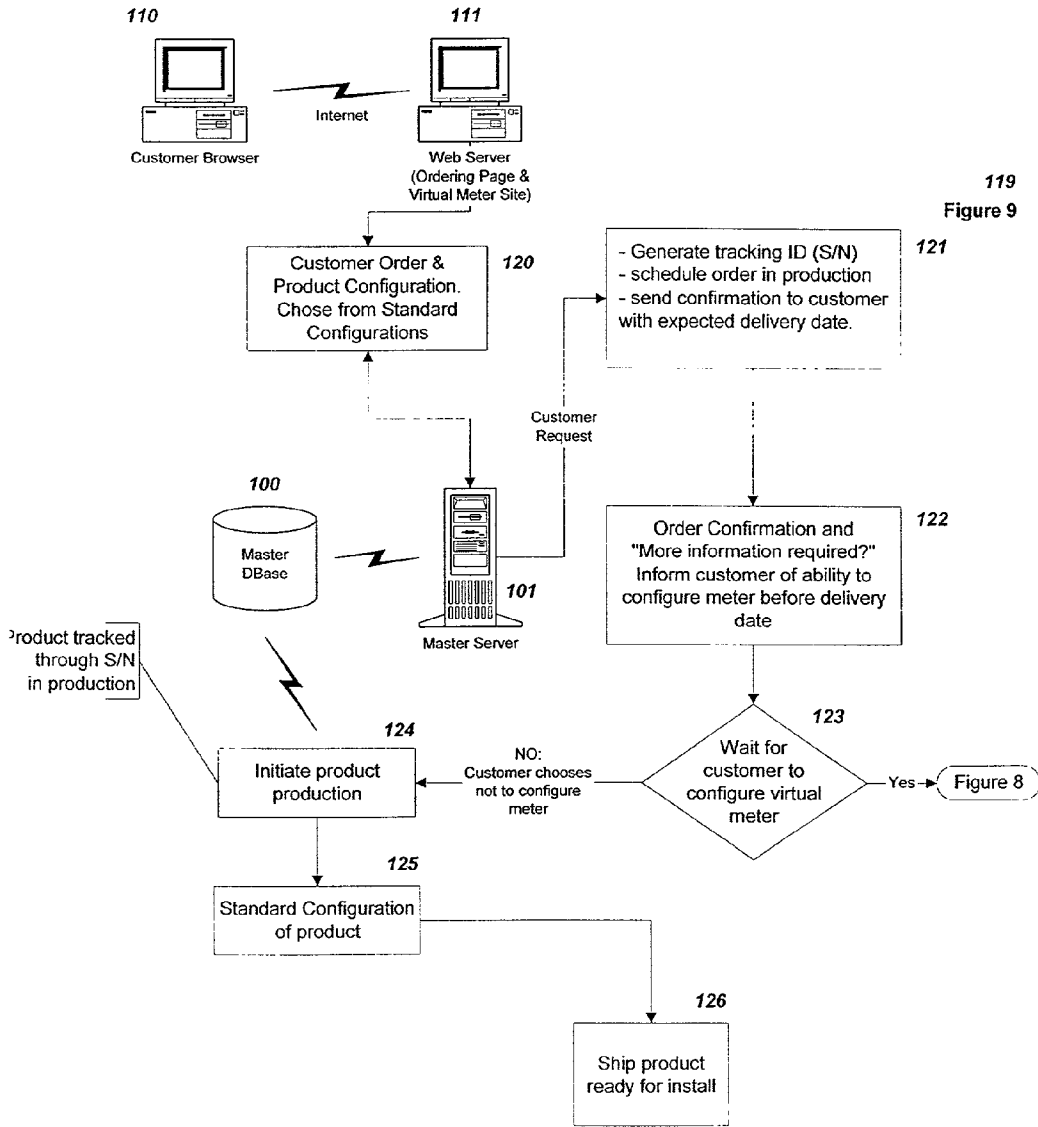 110
111
Internet
Customer Browser
Web Server
(Ordering Page &
Virtual Meter Site)
119
Figure 9
120
Customer Order &
Product Configuration.
Chose from Standard
Configurations
121
- Generate tracking ID (S/N)
- schedule order in production
- send confirmation to customer
with expected delivery date.
Customer
Request
100
Master
DBase
101
Master Server
122
Order Confirmation and
"More information required?"
Inform customer of ability to
configure meter before delivery
date
Product tracked
through S/N
in production
123
Wait for
customer to
configure virtual
meter
Yes
Figure 8
NO:
Customer chooses
not to configure
meter
124
Initiate product
production
125
Standard Configuration
of product
126
Ship product
ready for install